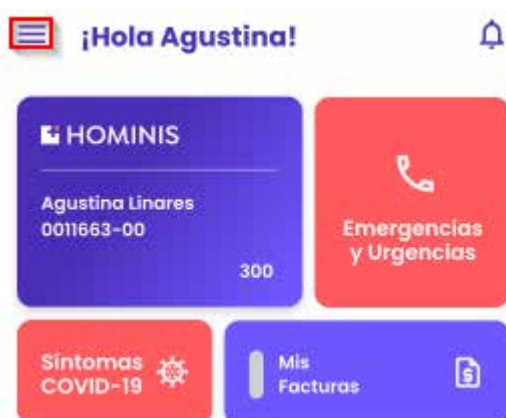 ¡Hola Agustina!
HOMINIS
Agustina Linares
0011663-00
300
Emergencias
y Urgencias
Síntomas
COVID-19
Mis
Facturas